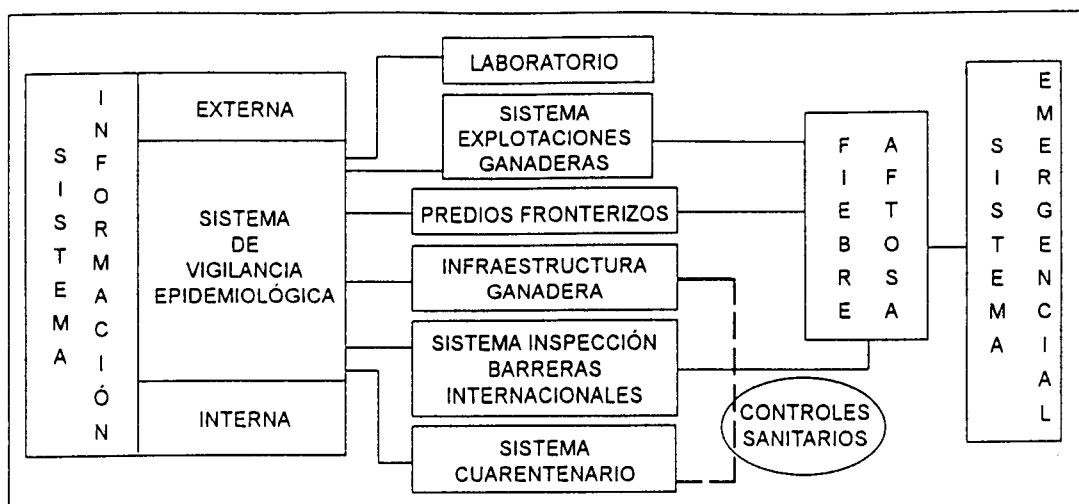 SISTEMA
INFORMACIÓN
EXTERNA
SISTEMA
DE
VIGILANCIA
EPIDEMIOLÓGICA
INTERNA
LABORATORIO
SISTEMA
EXPLOTACIONES
GANADERAS
PREDIOS FRONTERIZOS
INFRAESTRUCTURA
GANADERA
SISTEMA INSPECCIÓN
BARRERAS
INTERNACIONALES
SISTEMA
CUARENTENARIO
CONTROLES
SANITARIOS
FIEBRE
AFTOSA
SISTEMA
EMERGENCIAL